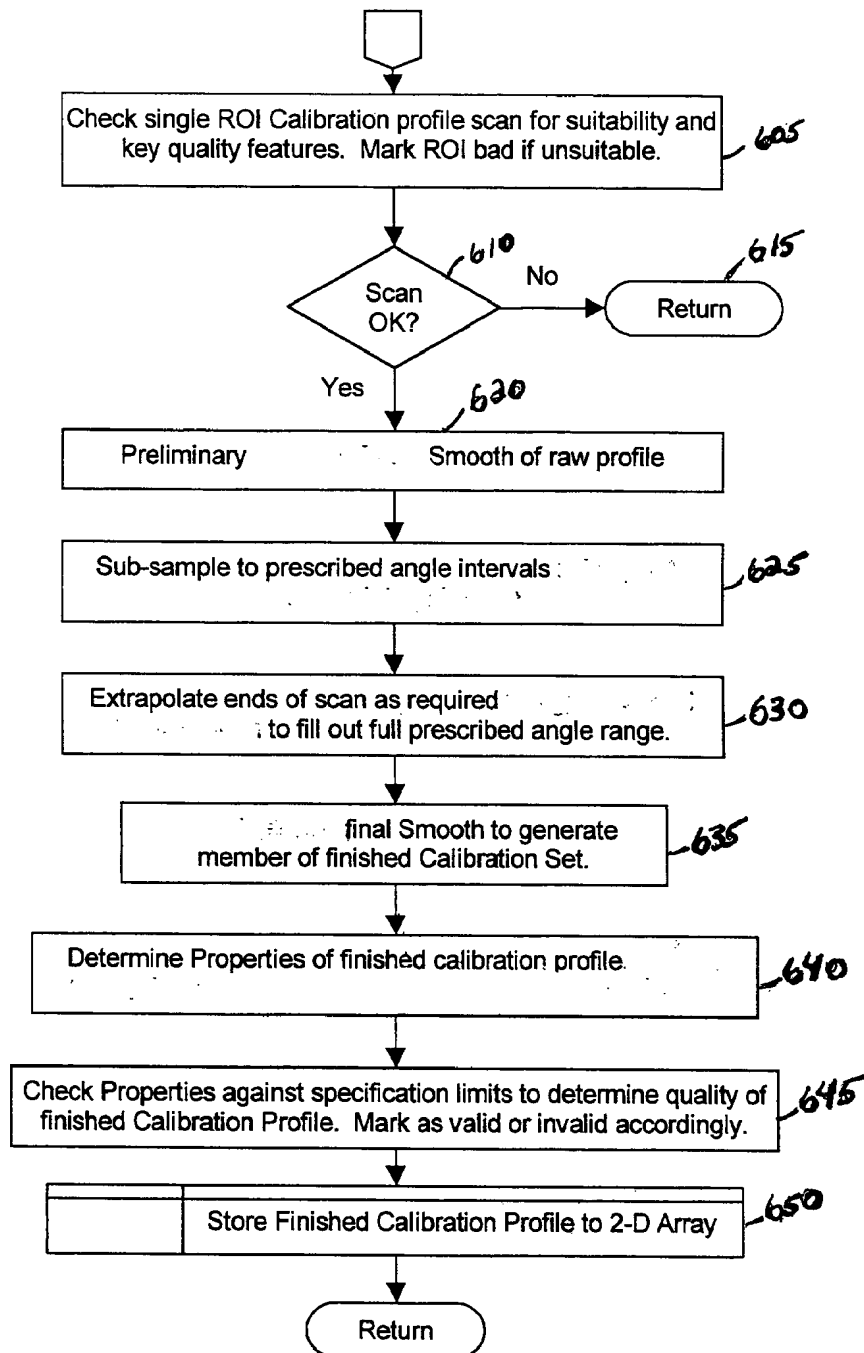 Check single ROI Calibration profile scan for suitability and
key quality features. Mark ROI bad if unsuitable.
605
610
615
Scan
OK?
No
Return
Yes
620
Preliminary Smooth of raw profile
Sub-sample to prescribed angle intervals
625
Extrapolate ends of scan as required
to fill out full prescribed angle range.
630
final Smooth to generate
member of finished Calibration Set.
635
Determine Properties of finished calibration profile.
640
Check Properties against specification limits to determine quality of
finished Calibration Profile. Mark as valid or invalid accordingly.
645
Store Finished Calibration Profile to 2-D Array
650
Return